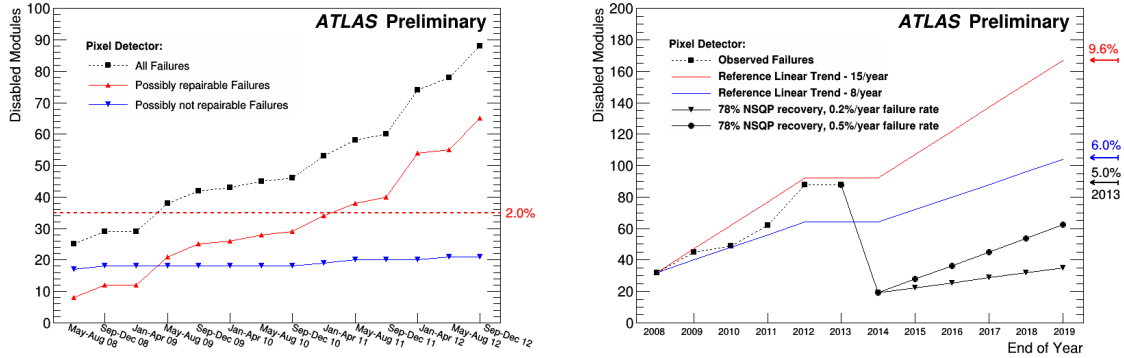 ATLAS Preliminary
Disabled Modules
Pixel Detector:
All Failures
Possibly repairable Failures
Possibly not repairable Failures
100
90
80
70
60
50
40
30
20
10
0
2.0%
May-Aug 08
Sep-Dec 08
Jan-Apr 09
May-Aug 09
Sep-Dec 09
Jan-Apr 10
May-Aug 10
Sep-Dec 10
Jan-Apr 11
May-Aug 11
Sep-Dec 11
Jan-Apr 12
May-Aug 12
Sep-Dec 12
ATLAS Preliminary
Disabled Modules
Pixel Detector:
Observed Failures
Reference Linear Trend - 15/year
Reference Linear Trend - 8/year
78% NSQP recovery, 0.2%/year failure rate
78% NSQP recovery, 0.5%/year failure rate
200
180
160
140
120
100
80
60
40
20
0
9.6%
6.0%
5.0%
2013
2008 2009 2010 2011 2012 2013 2014 2015 2016 2017 2018 2019
End of Year